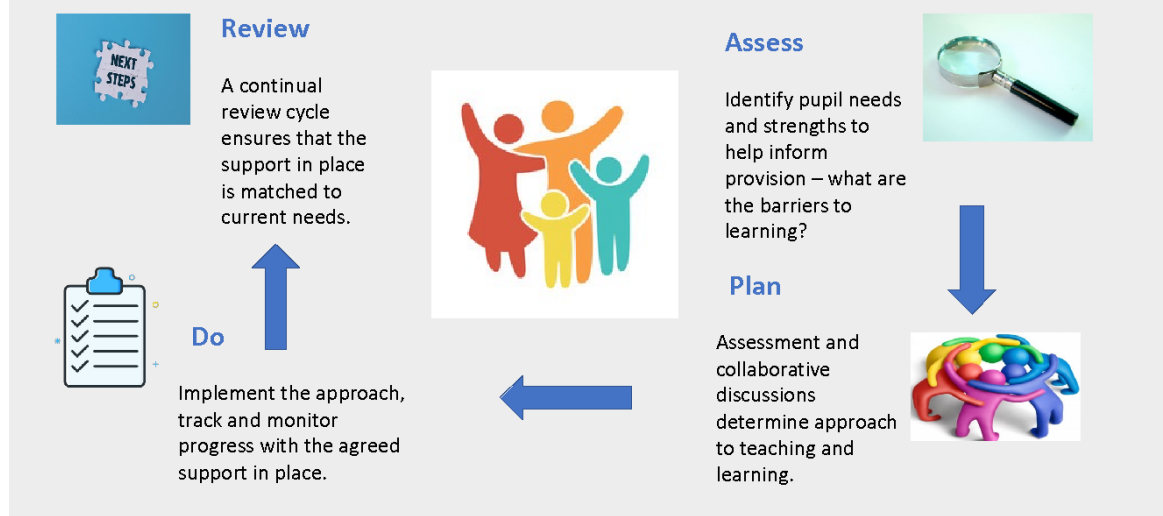 Review
A continual
review cycle
ensures that the
support in place
is matched to
current needs.
NEXT
STEPS
Assess
Identify pupil needs
and strengths to
help inform
provision – what are
the barriers to
learning?
Plan
Assessment and
collaborative
discussions
determine approach
to teaching and
learning.
Do
Implement the approach,
track and monitor
progress with the agreed
support in place.